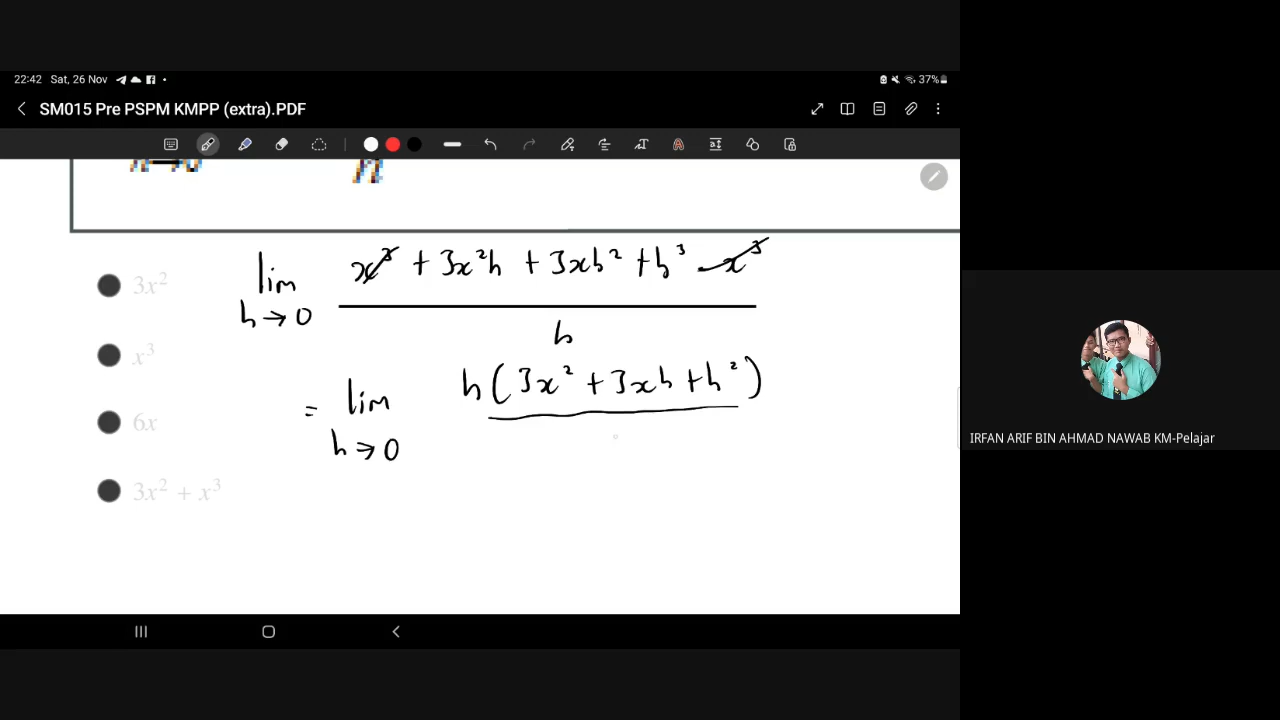 22:42 Sat, 26 Nov
37%
SM015 Pre PSPM KMPP (extra).PDF
lim h→0 x³ + 3x²h + 3xh² + h³ - x³
h
= lim h→0 h(3x² + 3xh + h²)
3x²
x³
6x
3x² + x³
IRFAN ARIF BIN AHMAD NAWAB KM-Pelajar